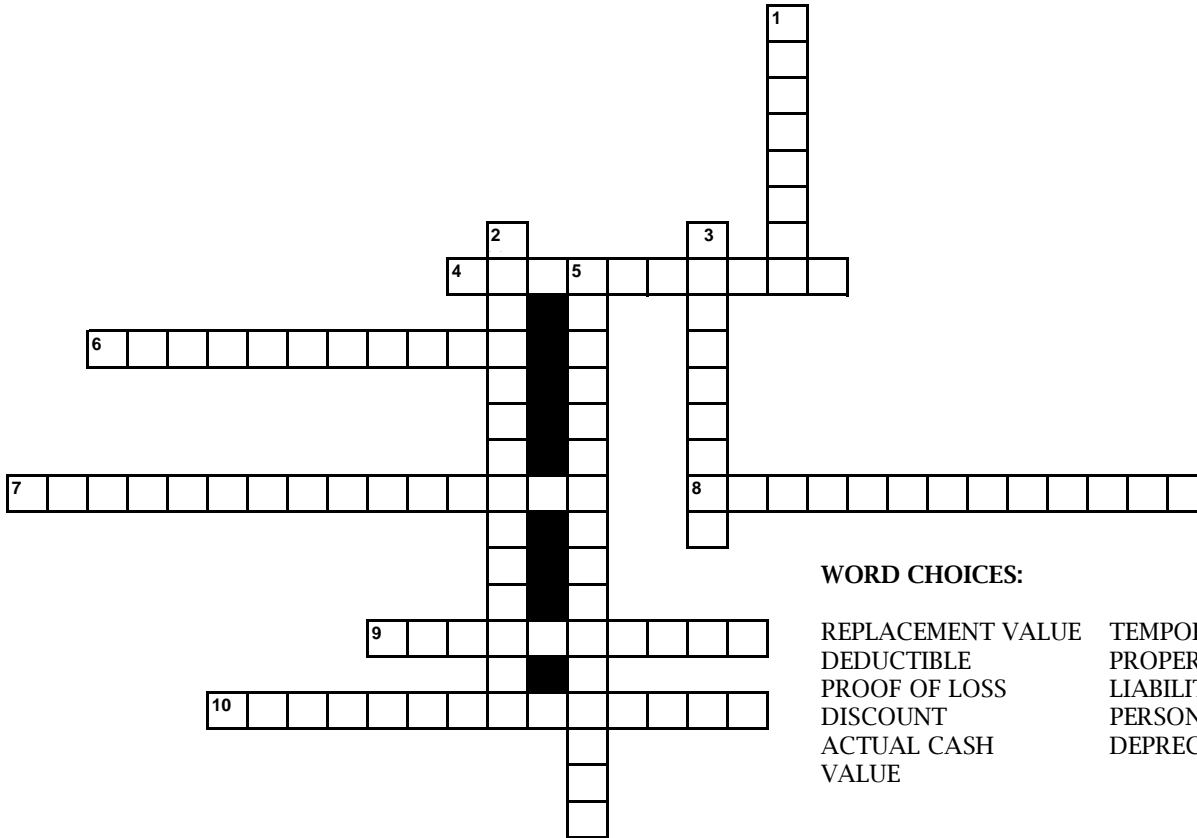 1
2
3
4
5
6
7
8
9
10
WORD CHOICES:
REPLACEMENT VALUE
DEDUCTIBLE
PROOF OF LOSS
DISCOUNT
ACTUAL CASH
VALUE